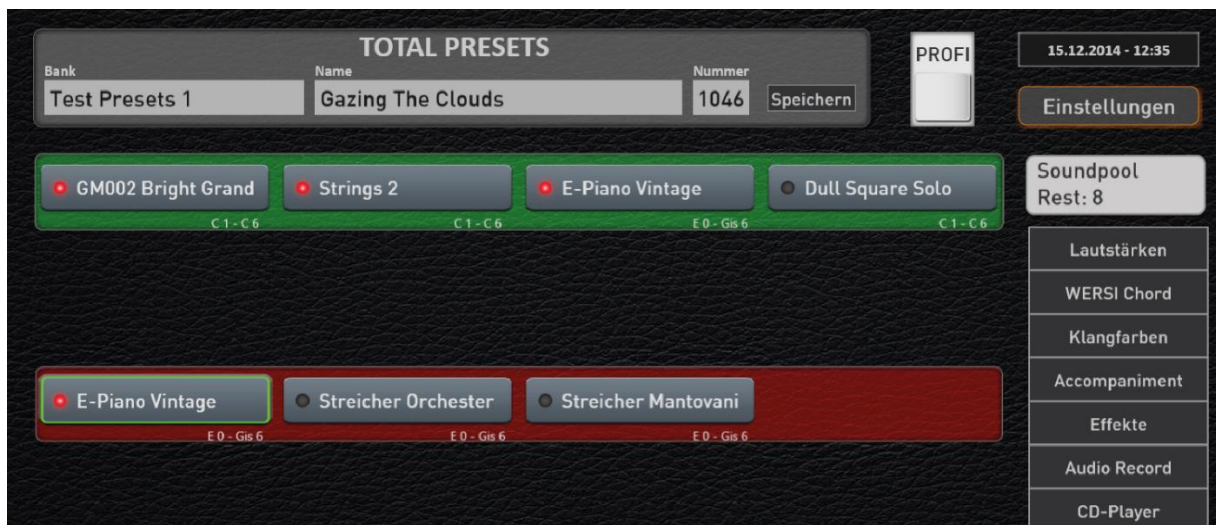 TOTAL PRESETS
PROFI
15.12.2014 - 12:35
Bank
Name
Nummer
Test Presets 1
Gazing The Clouds
1046
Speichern
Einstellungen
GM002 Bright Grand
Strings 2
E-Piano Vintage
Dull Square Solo
C 1 - C 6
C 1 - C 6
E 0 - Gis 6
C 1 - C 6
Soundpool
Rest: 8
Lautstärken
WERSI Chord
Klangfarben
Accompaniment
Effekte
Audio Record
CD-Player
E-Piano Vintage
Streicher Orchester
Streicher Mantovani
E 0 - Gis 6
E 0 - Gis 6
E 0 - Gis 6